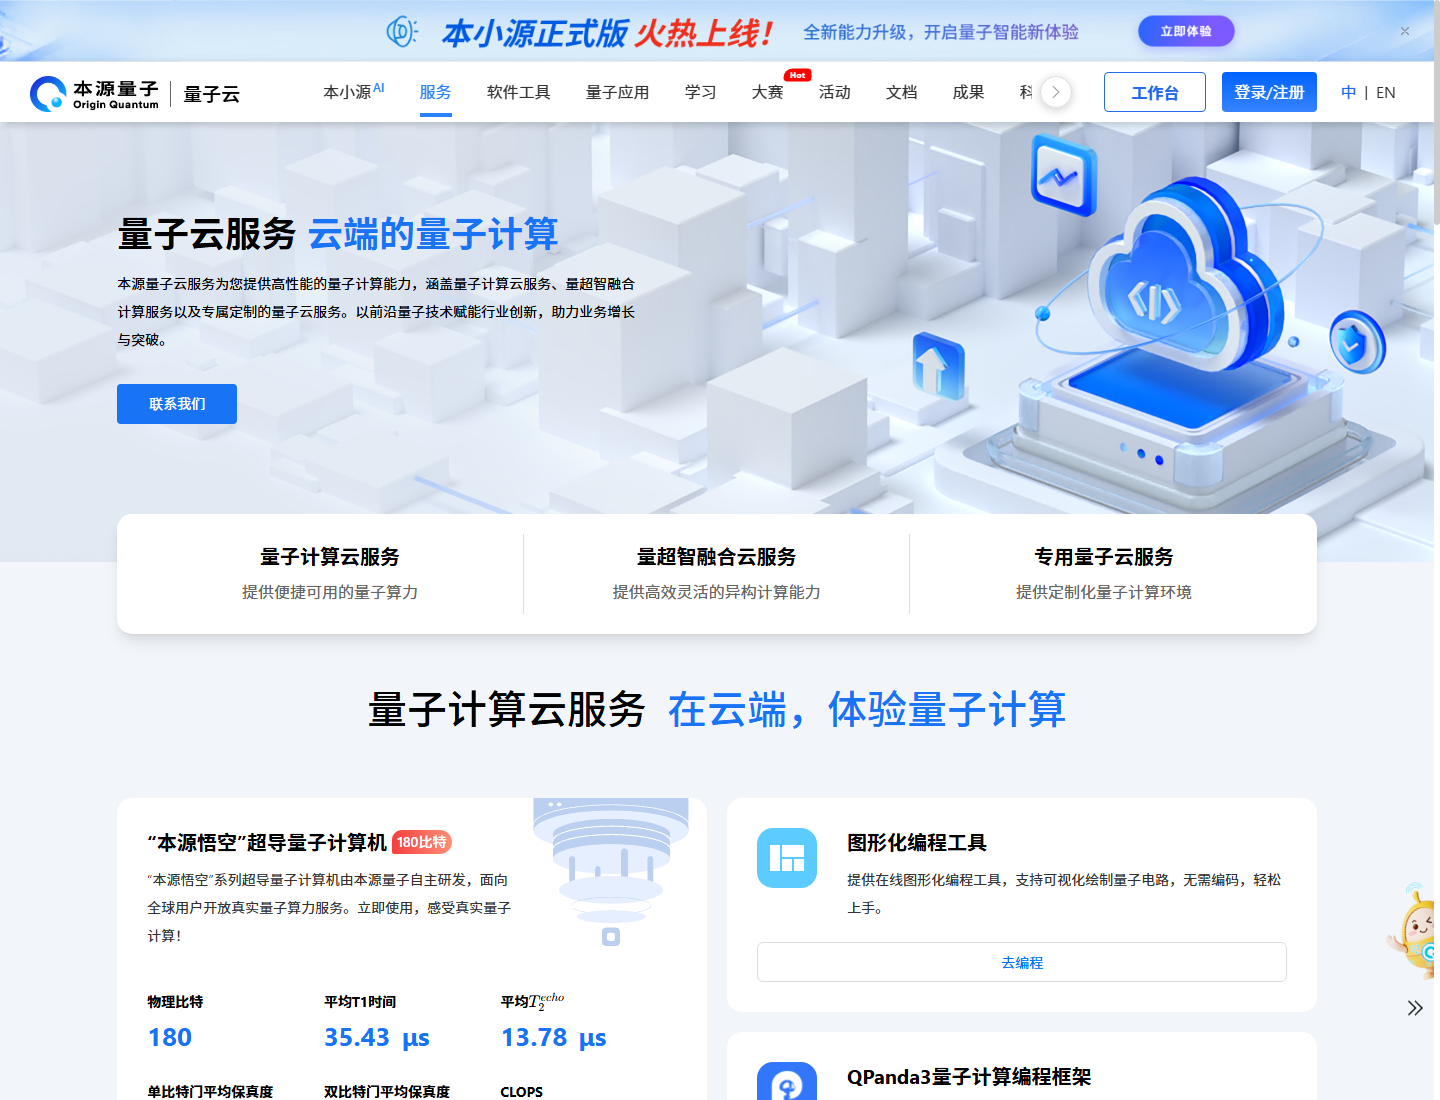 本小源正式版 火热上线！ 全新能力升级，开启量子智能新体验 立即体验
本源量子 Origin Quantum 量子云
本小源AI 服务 软件工具 量子应用 学习 大赛 Hot 活动 文档 成果 科 工作台 登录/注册 中 | EN
量子云服务 云端的量子计算
本源量子云服务为您提供高性能的量子计算能力，涵盖量子计算云服务、量超智融合
计算服务以及专属定制的量子云服务。以前沿量子技术赋能行业创新，助力业务增长
与突破。
联系我们
量子计算云服务
提供便捷可用的量子算力
量超智融合云服务
提供高效灵活的异构计算能力
专用量子云服务
提供定制化量子计算环境
量子计算云服务 在云端，体验量子计算
“本源悟空”超导量子计算机 180比特
“本源悟空”系列超导量子计算机由本源量子自主研发，面向
全球用户开放真实量子算力服务。立即使用，感受真实量子
计算！
物理比特 平均T1时间 平均T₂ᵉᶜʰᵒ
180 35.43 μs 13.78 μs
单比特门平均保真度 双比特门平均保真度 CLOPS
图形化编程工具
提供在线图形化编程工具，支持可视化绘制量子电路，无需编码，轻松
上手。
去编程
QPanda3量子计算编程框架